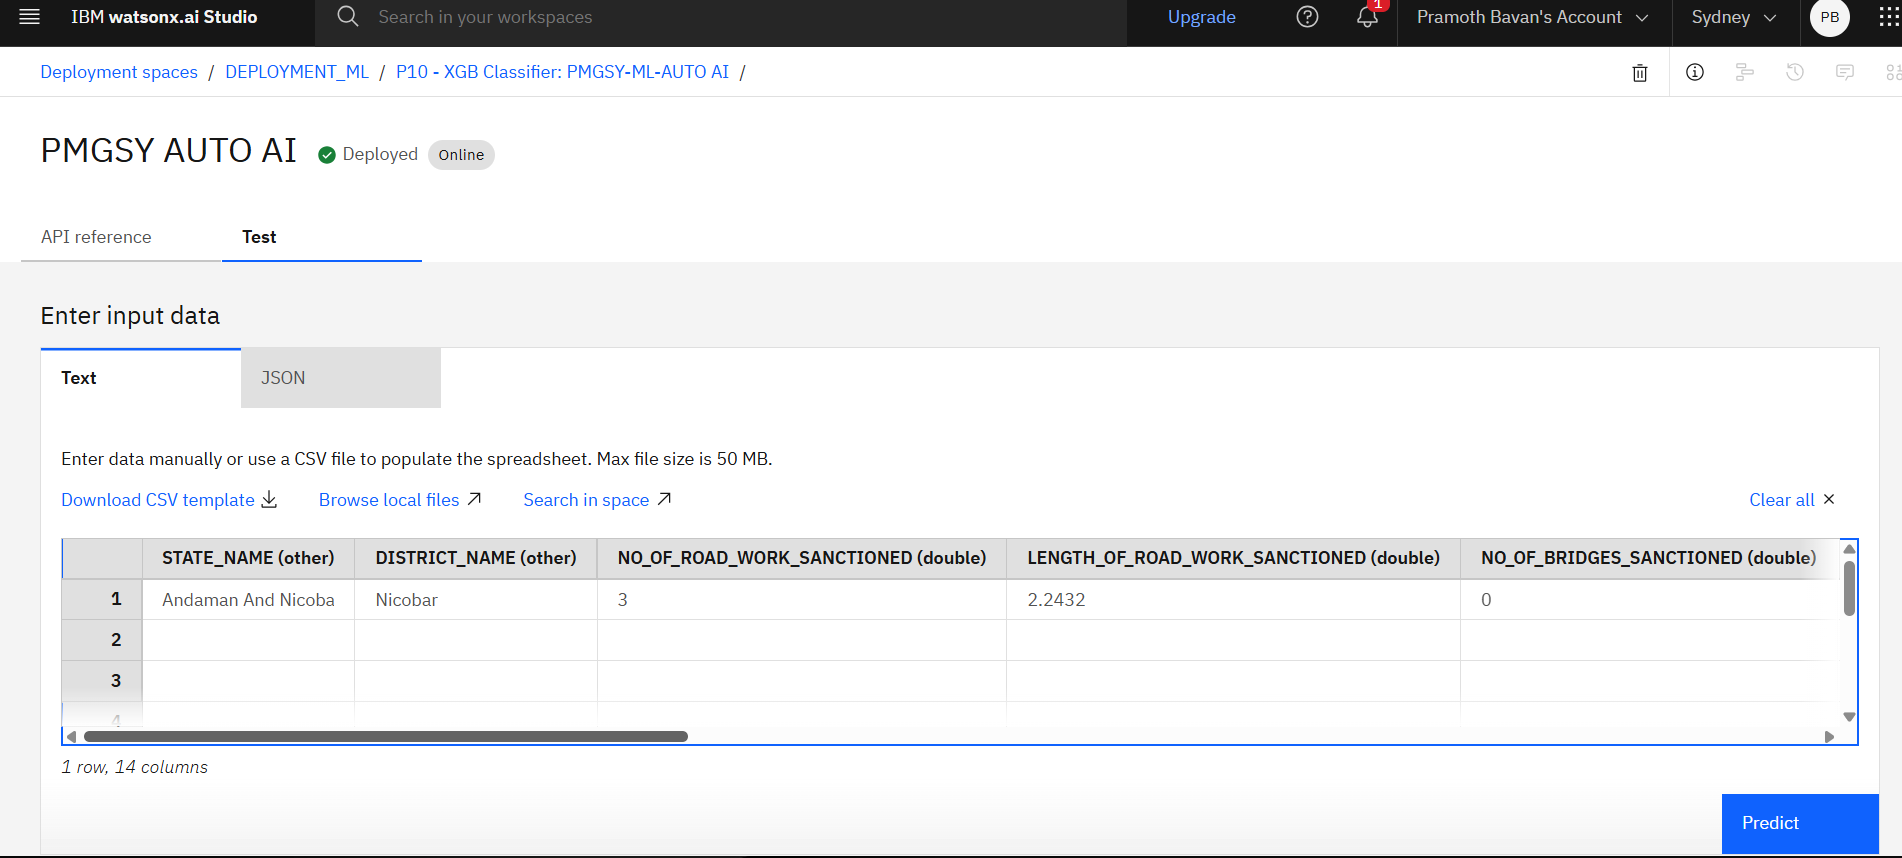 IBM watsonx.ai Studio
Search in your workspaces
Upgrade
1
Pramoth Bavan's Account
Sydney
PB
Deployment spaces / DEPLOYMENT_ML / P10 - XGB Classifier: PMGSY-ML-AUTO AI /
PMGSY AUTO AI
Deployed
Online
API reference
Test
Enter input data
Text
JSON
Enter data manually or use a CSV file to populate the spreadsheet. Max file size is 50 MB.
Download CSV template
Browse local files
Search in space
Clear all
STATE_NAME (other) DISTRICT_NAME (other) NO_OF_ROAD_WORK_SANCTIONED (double) LENGTH_OF_ROAD_WORK_SANCTIONED (double) NO_OF_BRIDGES_SANCTIONED (double)
1 Andaman And Nicoba Nicobar 3 2.2432 0
2
3
4
1 row, 14 columns
Predict